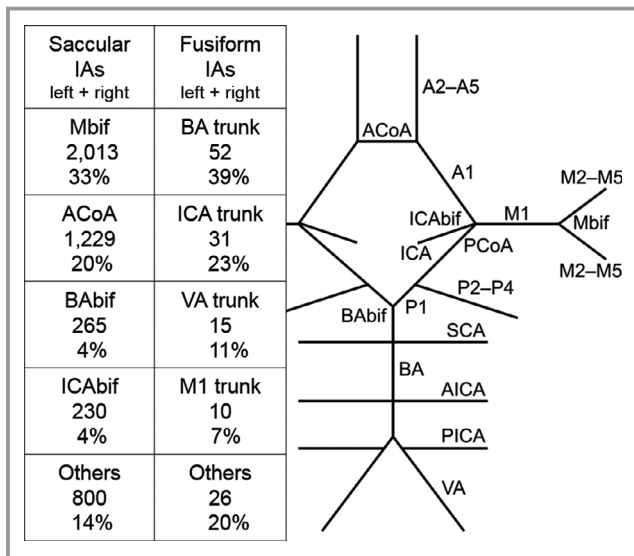 Saccular
IAs
left + right
Fusiform
IAs
left + right
Mbif
2,013
33%
BA trunk
52
39%
ACoA
1,229
20%
ICA trunk
31
23%
BAbif
265
4%
VA trunk
15
11%
ICAbif
230
4%
M1 trunk
10
7%
Others
800
14%
Others
26
20%
A2–A5
ACoA
A1
M2–M5
ICAbif
M1
Mbif
ICA
PCoA
M2–M5
P2–P4
BAbif
P1
SCA
BA
AICA
PICA
VA